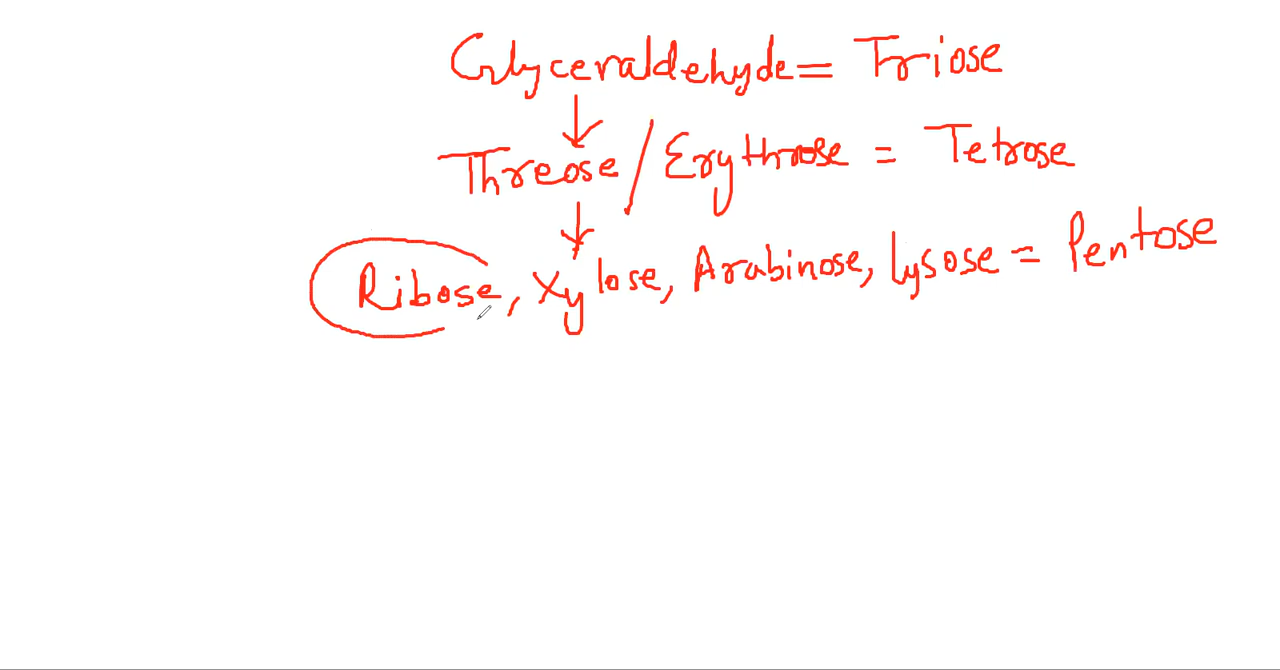 Glyceraldehyde = Triose
Threose / Erythrose = Tetrose
Ribose, Xylose, Arabinose, Lysose = Pentose